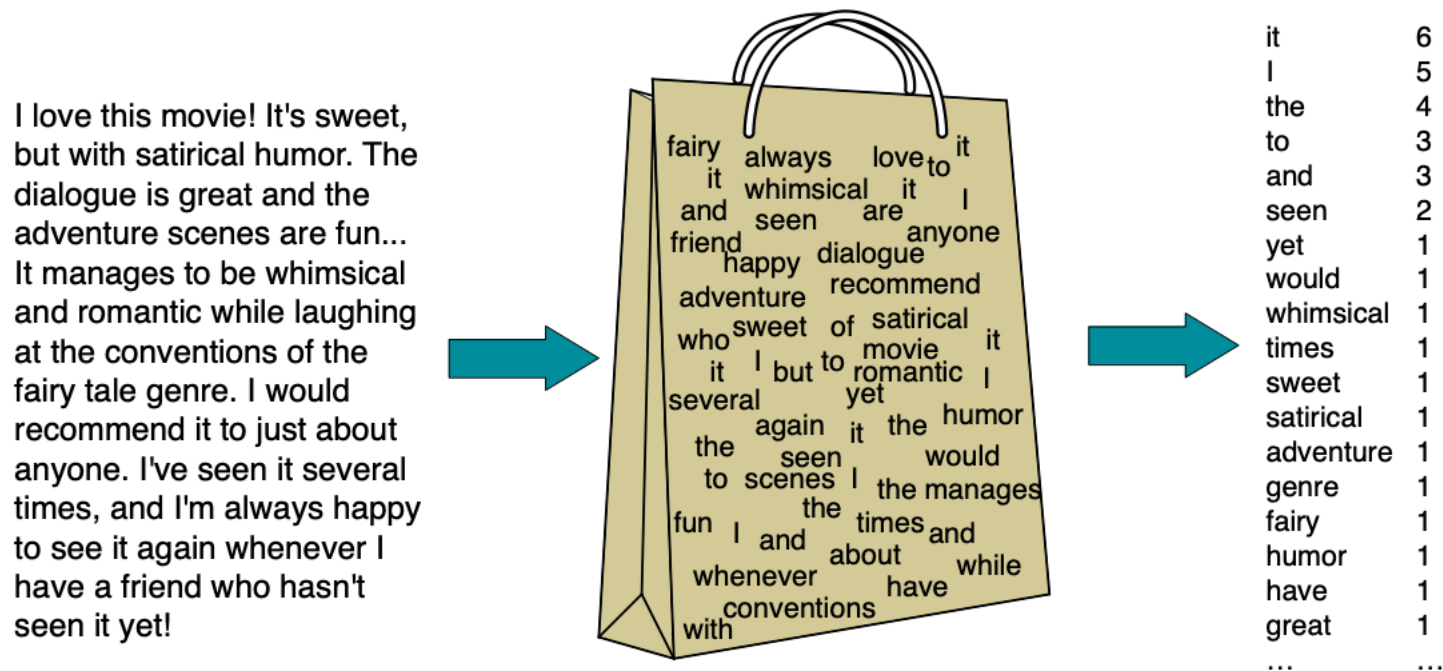 I love this movie! It's sweet,
but with satirical humor. The
dialogue is great and the
adventure scenes are fun...
It manages to be whimsical
and romantic while laughing
at the conventions of the
fairy tale genre. I would
recommend it to just about
anyone. I've seen it several
times, and I'm always happy
to see it again whenever I
have a friend who hasn't
seen it yet!
fairy always love to it
it whimsical it I
and seen are anyone
friend happy dialogue
adventure recommend
who sweet of satirical it
it I but to movie romantic I
several yet
again it the humor
the seen would
to scenes I the manages
fun I and the times and
about while
whenever have
conventions
with
it 6
I 5
the 4
to 3
and 3
seen 2
yet 1
would 1
whimsical 1
times 1
sweet 1
satirical 1
adventure 1
genre 1
fairy 1
humor 1
have 1
great 1
... ...